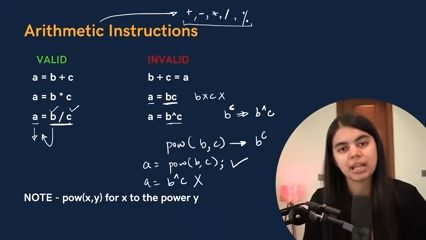 +, -, *, /, %
Arithmetic Instructions
VALID INVALID
a = b + c b + c = a
a = b * c a = bc b x c X
a = b / c a = b^c b^c ⇒ b^c
pow(b,c) → b^c
a = pow(b,c); ✓
a = b^c X
NOTE - pow(x,y) for x to the power y